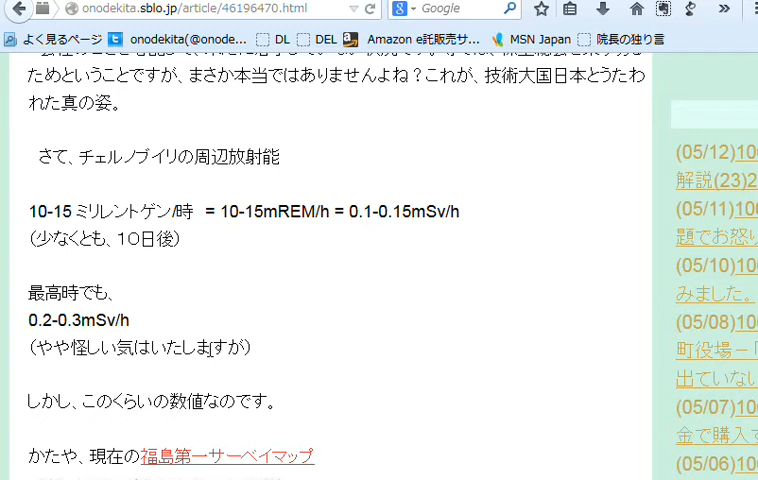 onodekita.sblo.jp/article/46196470.html
Google
よく見るページ
onodekita(@onode...
DL
DEL
Amazon e託販売サ...
MSN Japan
院長の独り言
ためということですが、まさか本当ではありませんよね？これが、技術大国日本とうたわ
れた真の姿。
さて、チェルノブイリの周辺放射能
10-15 ミリレントゲン/時 = 10-15mREM/h = 0.1-0.15mSv/h
（少なくとも、１０日後）
最高時でも、
0.2-0.3mSv/h
（やや怪しい気はいたしますが）
しかし、このくらいの数値なのです。
かたや、現在の福島第一サーベイマップ
(05/12)10
解説(23)2
(05/11)10
題でお怒り
(05/10)10
みました。
(05/08)10
町役場－「
出ていない
(05/07)10
金で購入す
(05/06)10